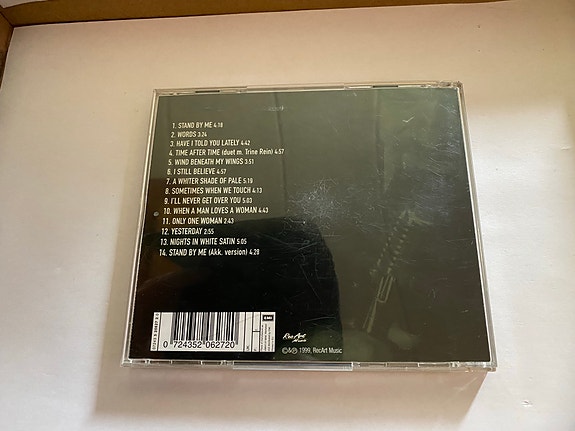 1. STAND BY ME 4:18
2. WORDS 3:24
3. HAVE I TOLD YOU LATELY 4:42
4. TIME AFTER TIME (duet m. Trine Rein) 4:57
5. WIND BENEATH MY WINGS 3:51
6. I STILL BELIEVE 4:57
7. A WHITER SHADE OF PALE 5:19
8. SOMETIMES WHEN WE TOUCH 4:13
9. I'LL NEVER GET OVER YOU 5:03
10. WHEN A MAN LOVES A WOMAN 4:43
11. ONLY ONE WOMAN 2:43
12. YESTERDAY 2:55
13. NIGHTS IN WHITE SATIN 5:05
14. STAND BY ME (Akk. version) 4:28
0 724352 062720
EMI
RecArt
Music
©&℗ 1999, RecArt Music